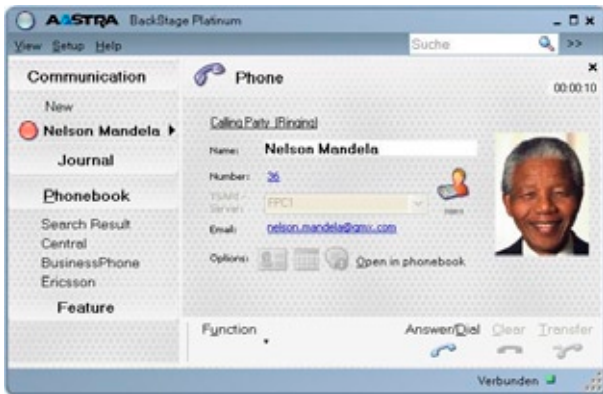 AASTRA BackStage Platinum
View Setup Help
Suche >>
Communication
New
Nelson Mandela
Journal
Phonebook
Search Result
Central
BusinessPhone
Ericsson
Feature
Phone
00:00:10
Calling Party (Ringing)
Name: Nelson Mandela
Number: 36
Server: FPC1
Email: nelson.mandela@gmx.com
Options: Open in phonebook
Function
Answer/Dial Clear Transfer
Verbunden